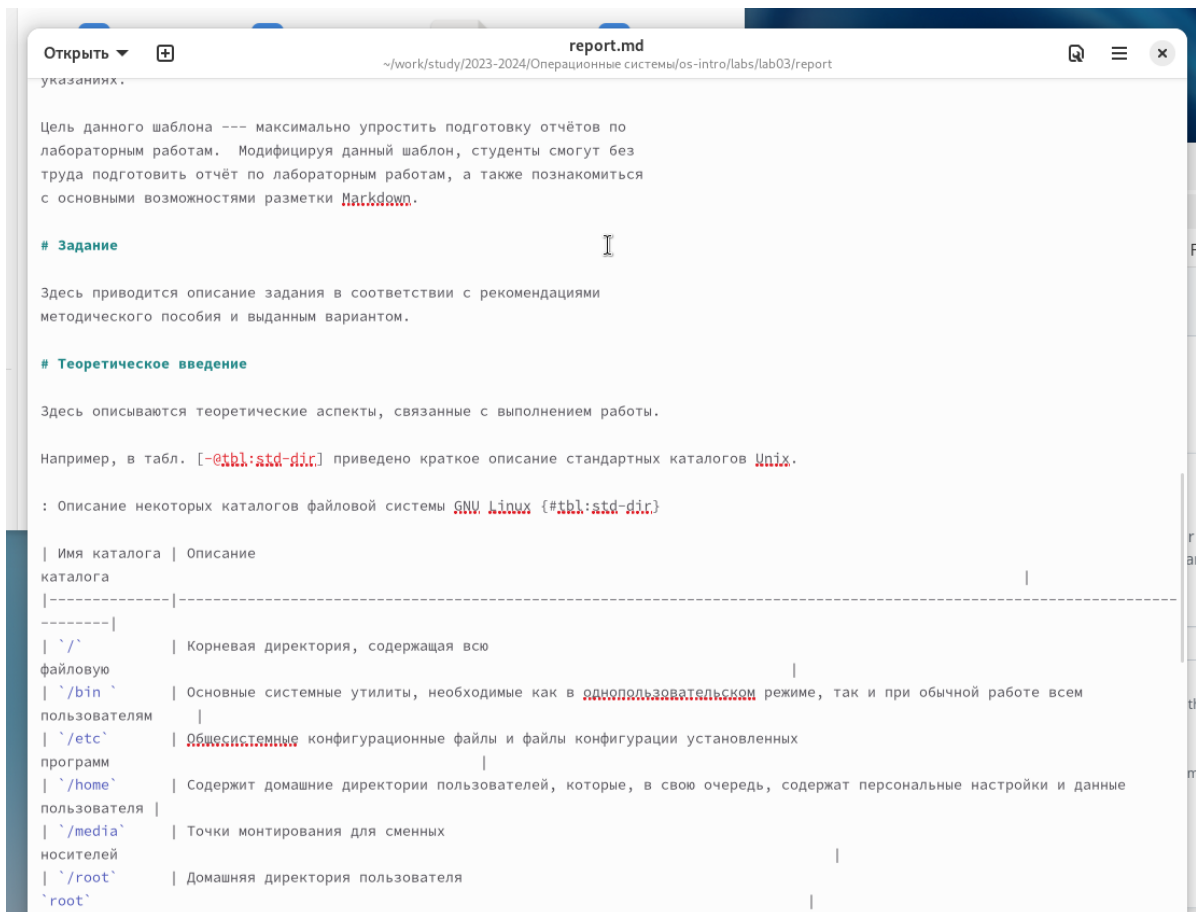 Открыть
report.md
~/work/study/2023-2024/Операционные системы/os-intro/labs/lab03/report
указаниях.
Цель данного шаблона --- максимально упростить подготовку отчётов по
лабораторным работам.  Модифицируя данный шаблон, студенты смогут без
труда подготовить отчёт по лабораторным работам, а также познакомиться
с основными возможностями разметки Markdown.
# Задание
Здесь приводится описание задания в соответствии с рекомендациями
методического пособия и выданным вариантом.
# Теоретическое введение
Здесь описываются теоретические аспекты, связанные с выполнением работы.
Например, в табл. [-@tbl:std-dir] приведено краткое описание стандартных каталогов Unix.
: Описание некоторых каталогов файловой системы GNU Linux {#tbl:std-dir}
| Имя каталога | Описание
каталога |
|--------------|--------------------------------------------------------------------------------------------------------------------
--------|
| `/` | Корневая директория, содержащая всю
файловую |
| `/bin ` | Основные системные утилиты, необходимые как в однопользовательском режиме, так и при обычной работе всем
пользователям |
| `/etc` | Общесистемные конфигурационные файлы и файлы конфигурации установленных
программ |
| `/home` | Содержит домашние директории пользователей, которые, в свою очередь, содержат персональные настройки и данные
пользователя |
| `/media` | Точки монтирования для сменных
носителей |
| `/root` | Домашняя директория пользователя
`root` |